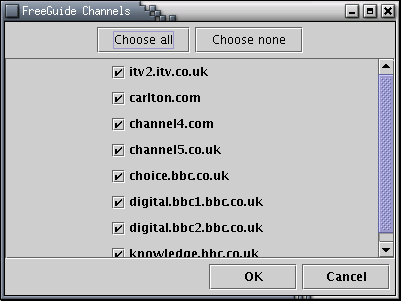 FreeGuide Channels
Choose all Choose none
itv2.itv.co.uk
carlton.com
channel4.com
channel5.co.uk
choice.bbc.co.uk
digital.bbc1.bbc.co.uk
digital.bbc2.bbc.co.uk
knowledge.bbc.co.uk
OK Cancel